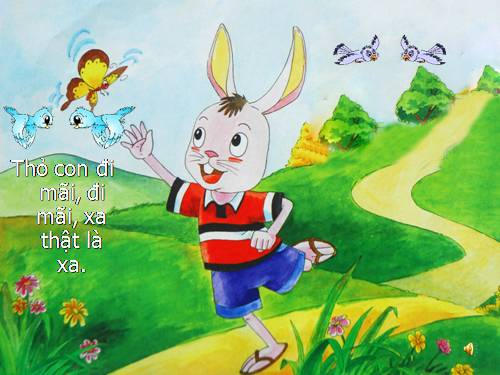 Thỏ con đi
mãi, đi
mãi, xa
thật là
xa.